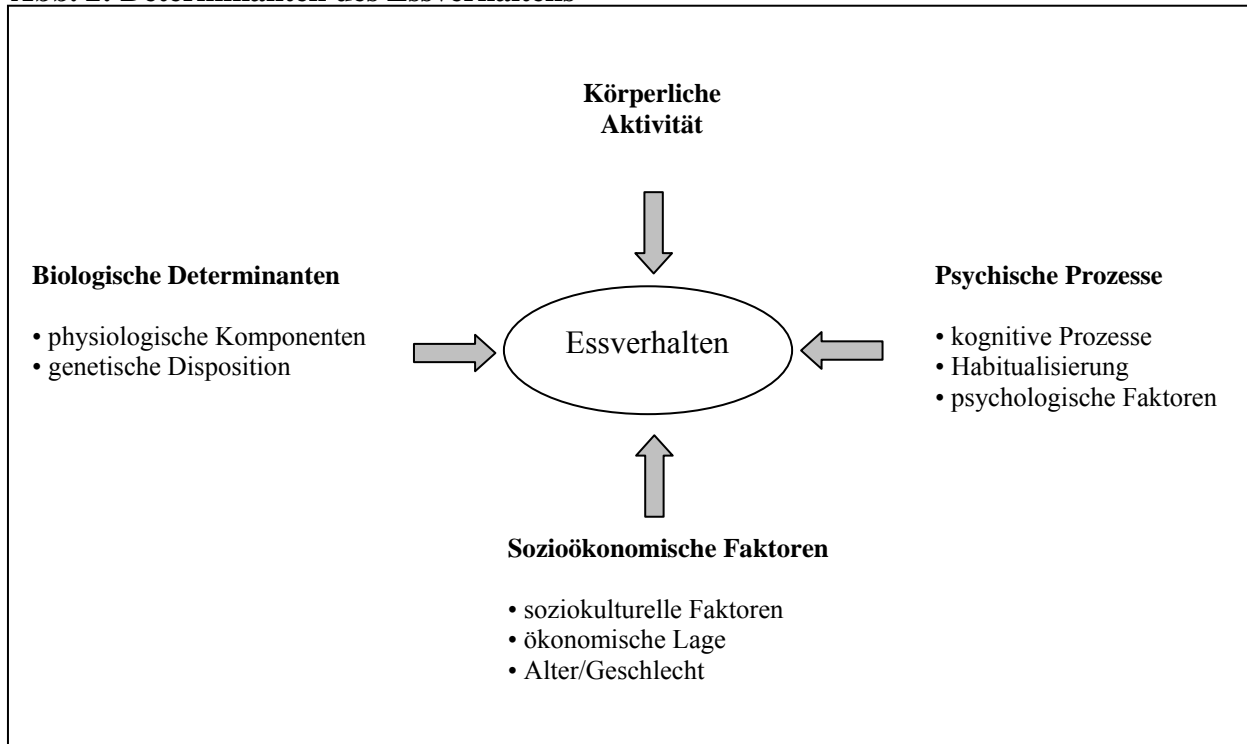 Körperliche
Aktivität
Biologische Determinanten
• physiologische Komponenten
• genetische Disposition
Essverhalten
Psychische Prozesse
• kognitive Prozesse
• Habitualisierung
• psychologische Faktoren
Sozioökonomische Faktoren
• soziokulturelle Faktoren
• ökonomische Lage
• Alter/Geschlecht